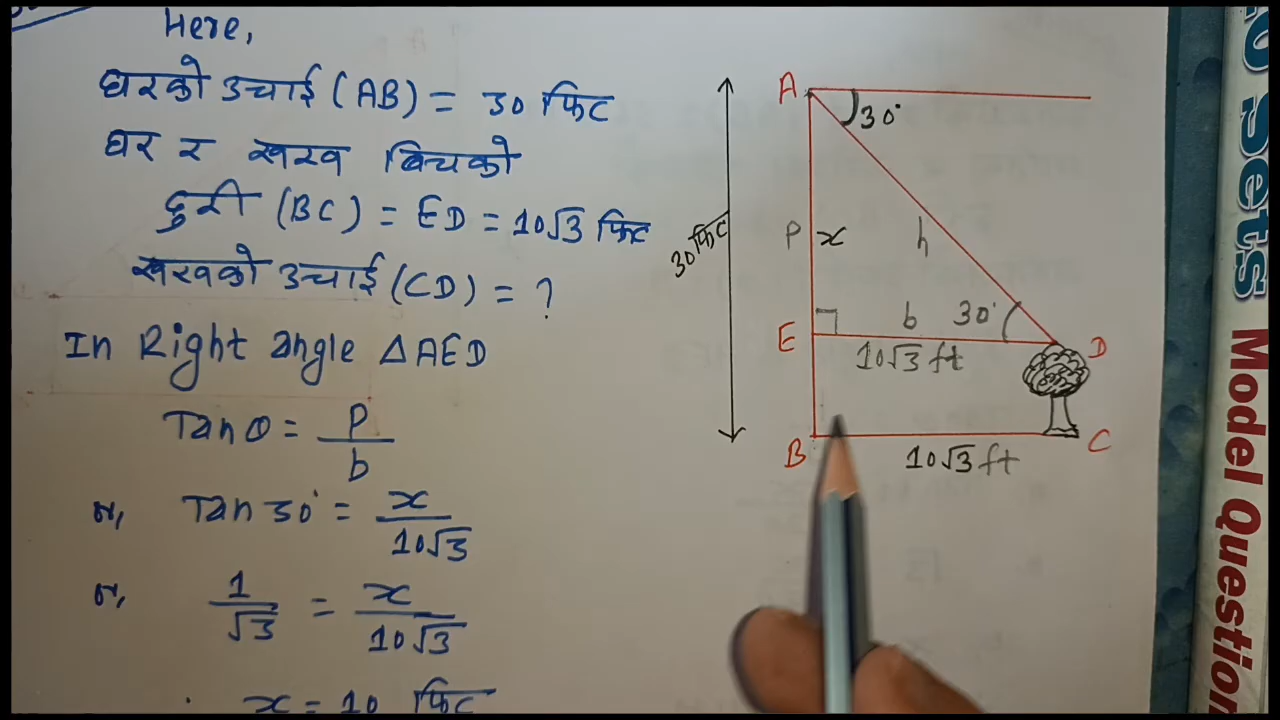 Here,
घरको उचाई (AB) = 30 फिट
घर र रूख बिचको
दुरी (BC) = ED = 10√3 फिट
रूखको उचाई (CD) = ?
In Right angle △AED
Tanθ = P/b
or, Tan 30° = x/10√3
or, 1/√3 = x/10√3
x = 10 फिट
A
30°
30 फिट
P x
h
E
b
30°
10√3 ft
D
B
10√3 ft
C
Sets Model Question